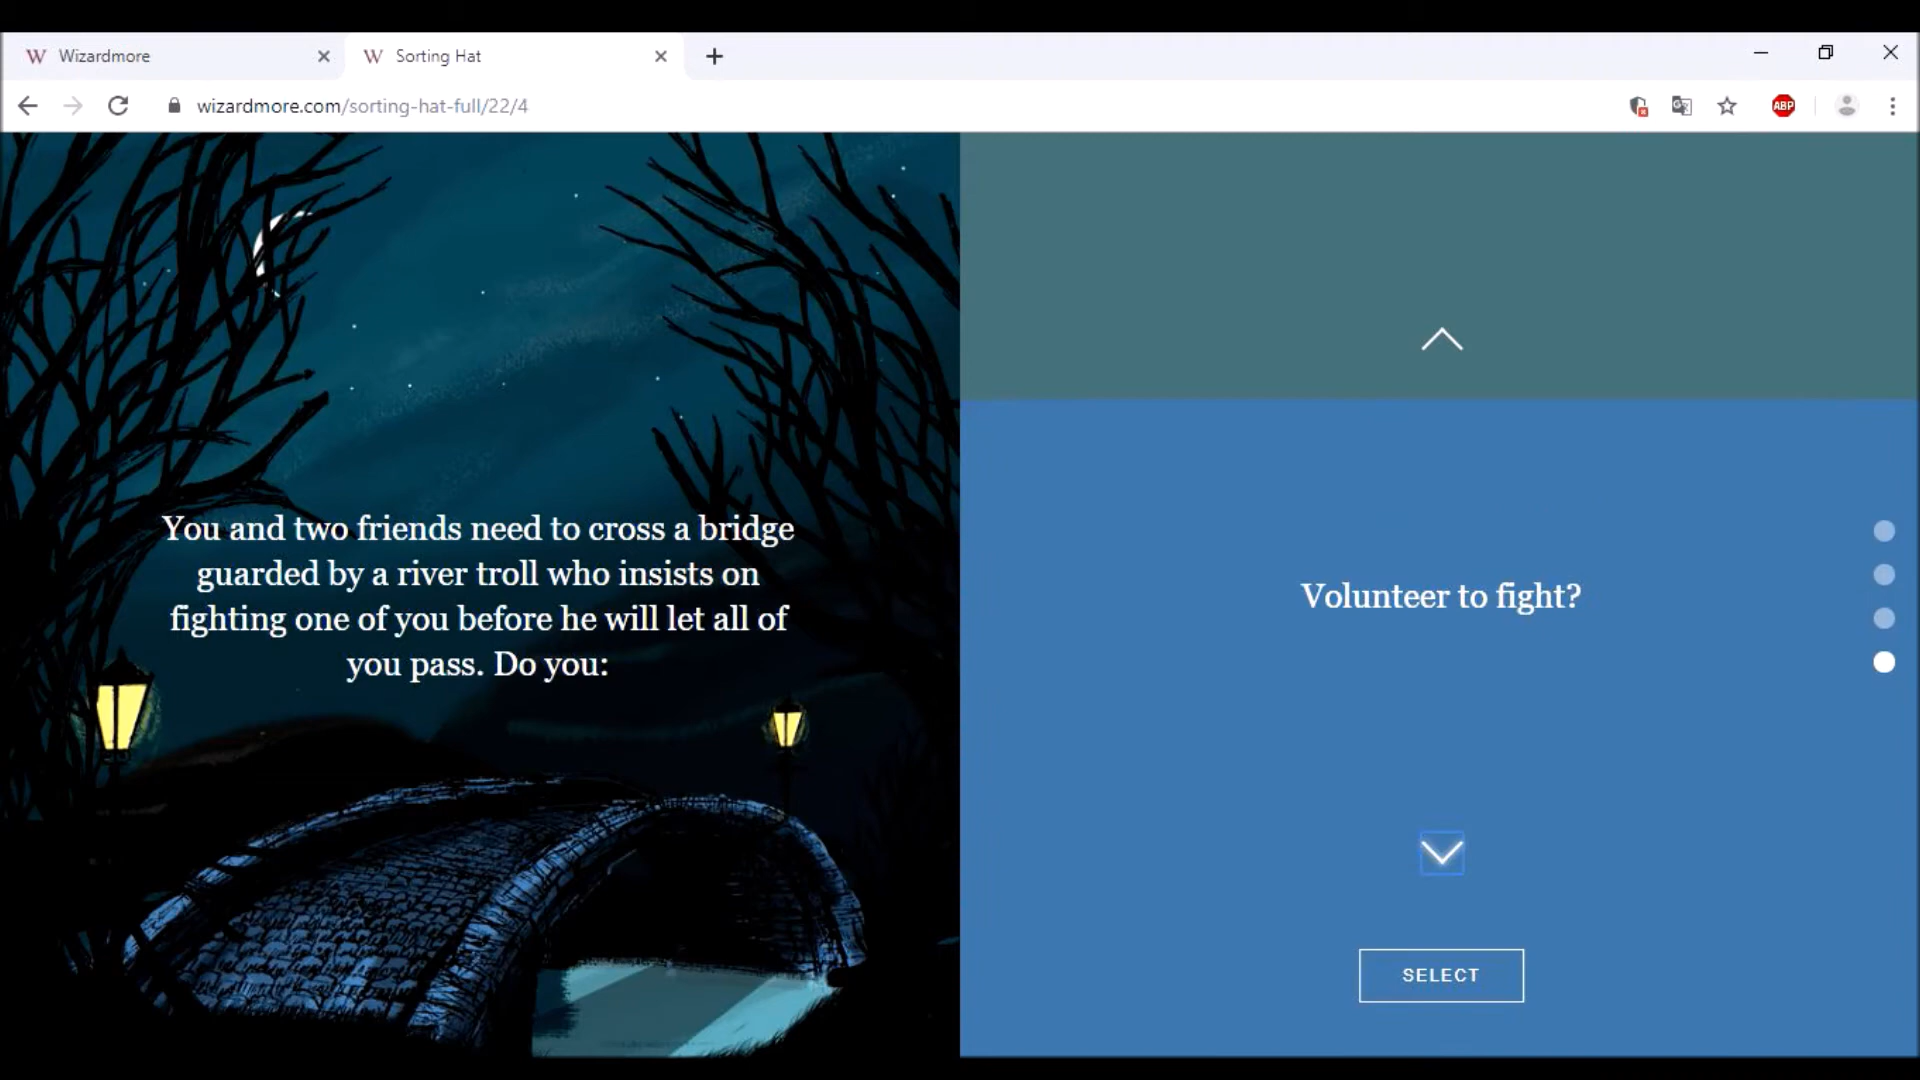 Wizardmore
Sorting Hat
wizardmore.com/sorting-hat-full/22/4
ABP
You and two friends need to cross a bridge
guarded by a river troll who insists on
fighting one of you before he will let all of
you pass. Do you:
Volunteer to fight?
SELECT